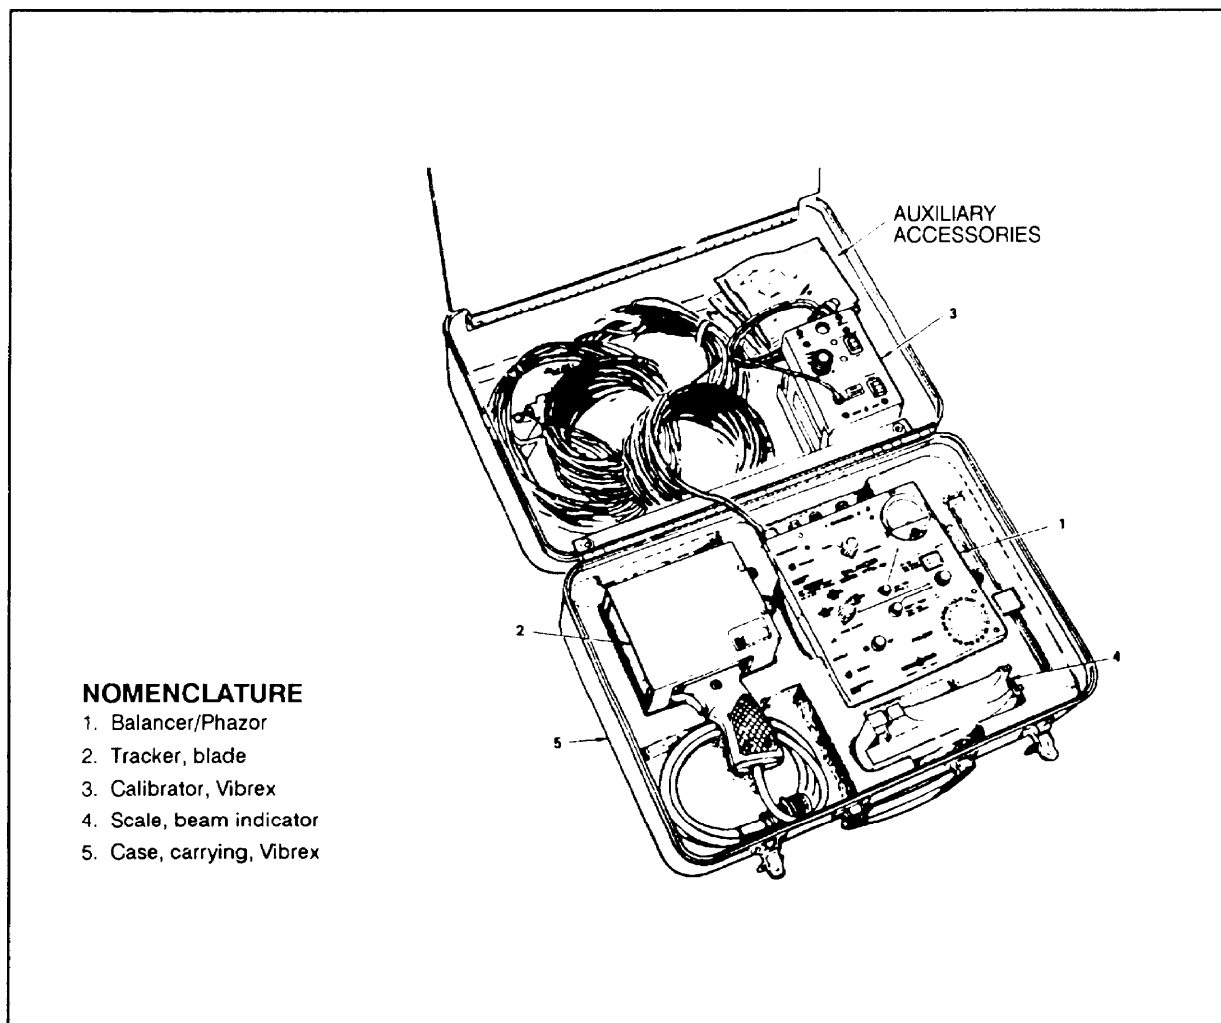 AUXILIARY
ACCESSORIES
3
1
2
4
5
NOMENCLATURE
1. Balancer/Phazor
2. Tracker, blade
3. Calibrator, Vibrex
4. Scale, beam indicator
5. Case, carrying, Vibrex